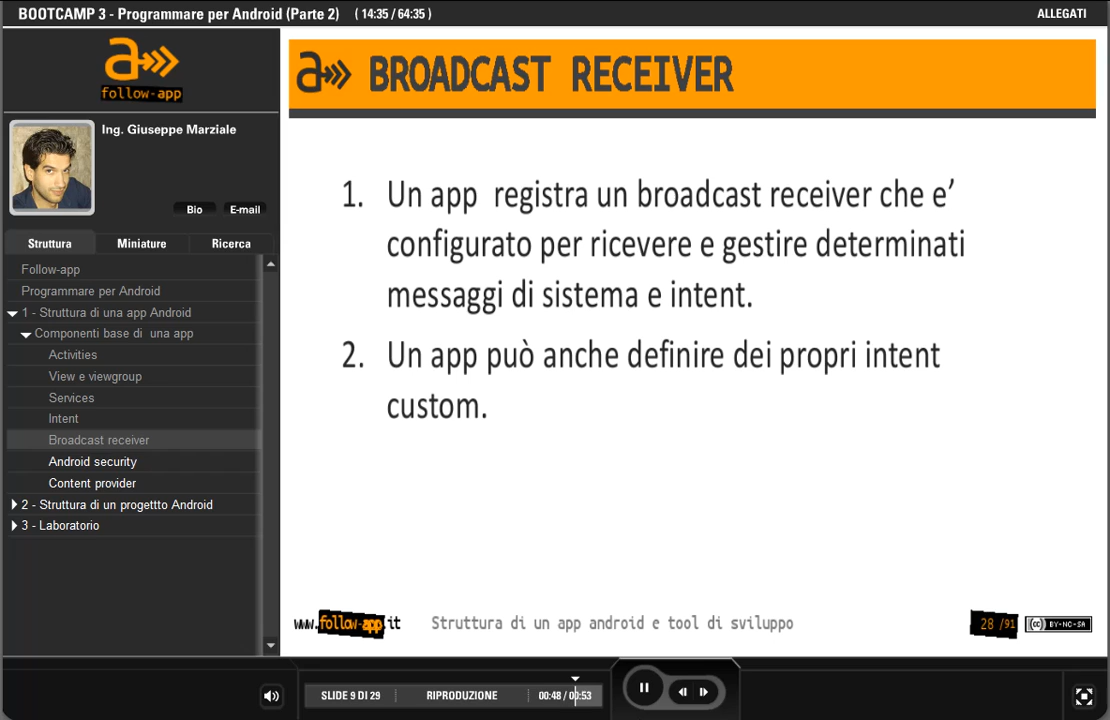 BOOTCAMP 3 - Programmare per Android (Parte 2) ( 14:35 / 64:35 )
ALLEGATI
a
follow-app
Ing. Giuseppe Marziale
Bio
E-mail
Struttura
Miniature
Ricerca
Follow-app
Programmare per Android
1 - Struttura di una app Android
Componenti base di una app
Activities
View e viewgroup
Services
Intent
Broadcast receiver
Android security
Content provider
2 - Struttura di un progettto Android
3 - Laboratorio
a BROADCAST RECEIVER
1. Un app registra un broadcast receiver che e'
configurato per ricevere e gestire determinati
messaggi di sistema e intent.
2. Un app può anche definire dei propri intent
custom.
www.follow-app.it
Struttura di un app android e tool di sviluppo
28 /91
(cc) BY-NC-SA
SLIDE 9 DI 29
RIPRODUZIONE
00:48 / 00:53